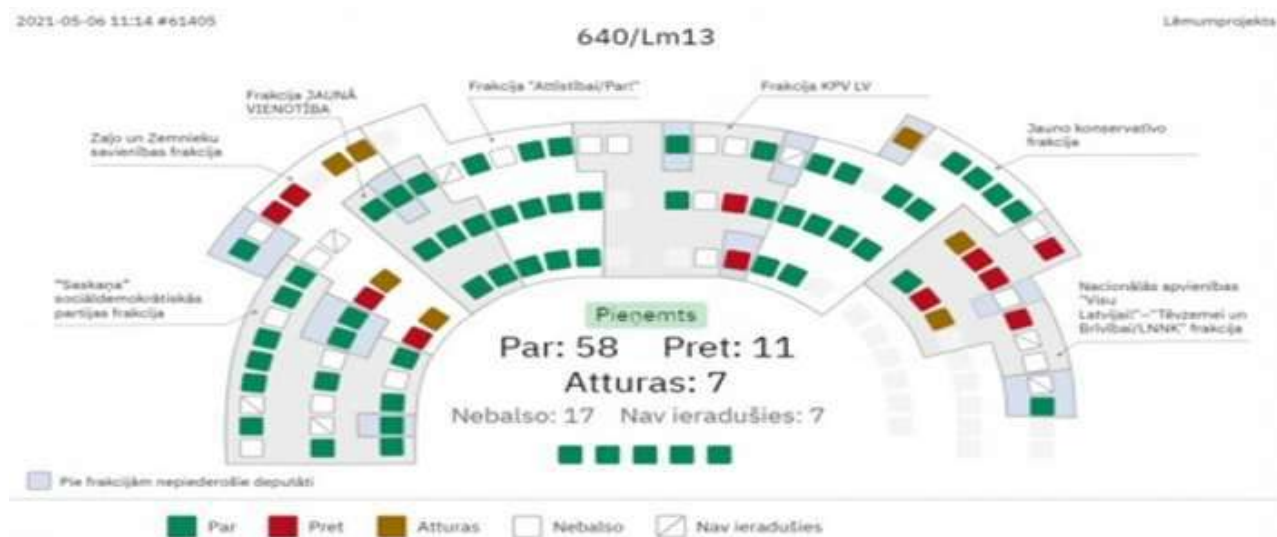 2021-05-06 11:14 #61405
Lēmumprojekts
640/Lm13
Frakcija "Attīstībai/Par!"
Frakcija KPV LV
Frakcija JAUNĀ
VIENOTĪBA
Zaļo un Zemnieku
savienības frakcija
Jauno konservatīvo
frakcija
"Saskaņa"
sociāldemokrātiskās
partijas frakcija
Nacionālās apvienības
"Visu
Latvijai!"–"Tēvzemei un
Brīvībai/LNNK" frakcija
Pieņemts
Par: 58 Pret: 11
Atturas: 7
Nebalso: 17 Nav ieradušies: 7
Pie frakcijām nepiederošie deputāti
Par Pret Atturas Nebalso Nav ieradušies